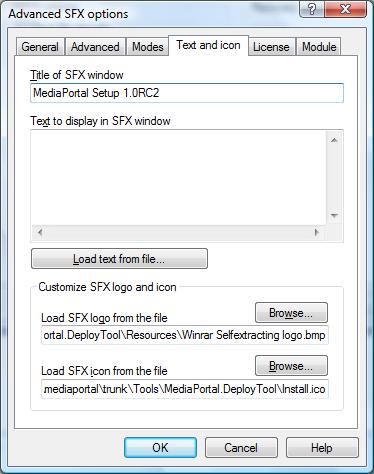 Advanced SFX options
General Advanced Modes Text and icon License Module
Title of SFX window
MediaPortal Setup 1.0RC2
Text to display in SFX window
Load text from file...
Customize SFX logo and icon
Load SFX logo from the file Browse...
ortal.DeployTool\Resources\Winrar Selfextracting logo.bmp
Load SFX icon from the file Browse...
mediaportal\trunk\Tools\MediaPortal.DeployTool\Install.ico
OK Cancel Help